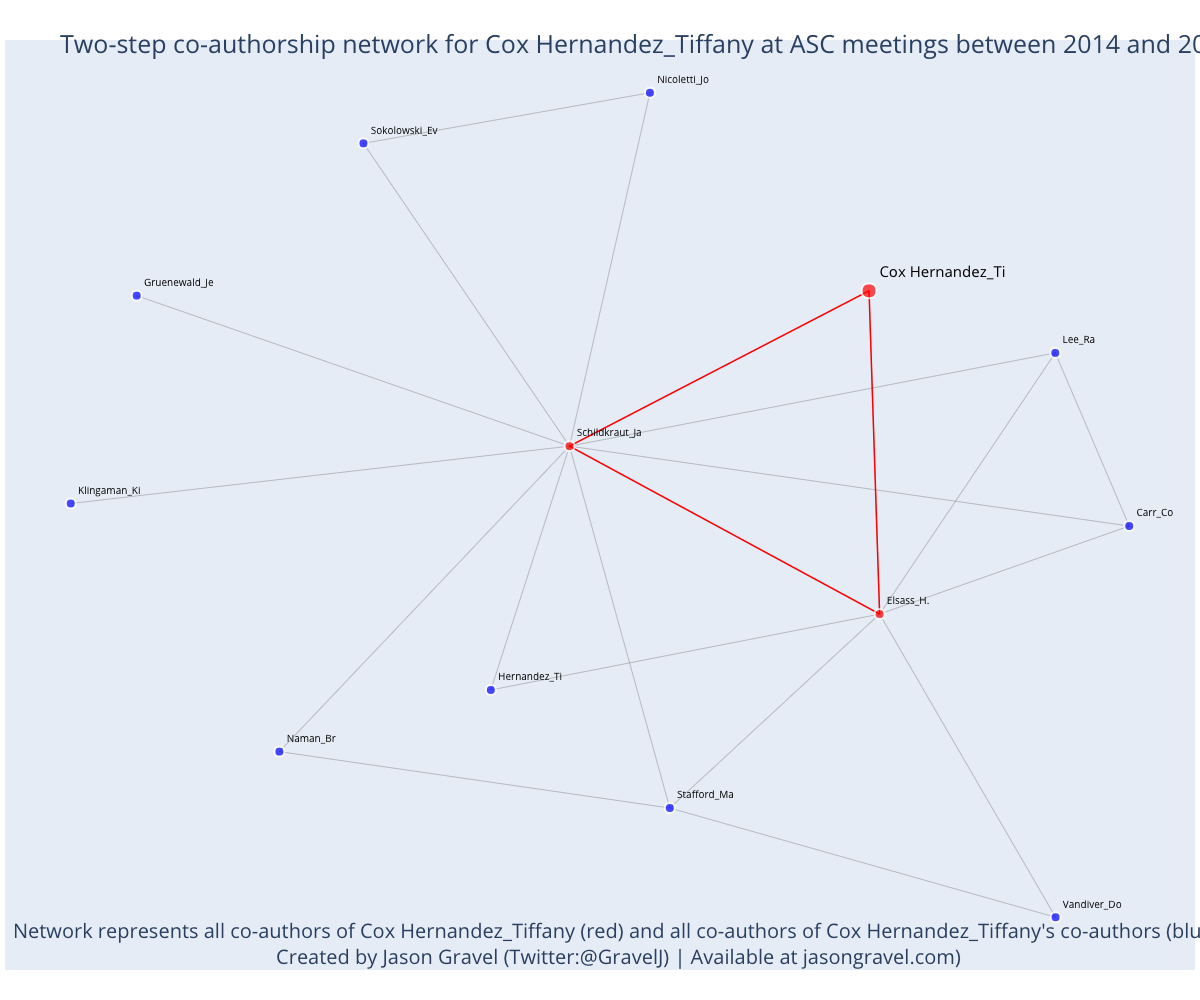 Two-step co-authorship network for Cox Hernandez_Tiffany at ASC meetings between 2014 and 20
Nicoletti_Jo
Sokolowski_Ev
Cox Hernandez_Ti
Gruenewald_Je
Lee_Ra
Schildkraut_Ja
Klingaman_Ki
Carr_Co
Elsass_H.
Hernandez_Ti
Naman_Br
Stafford_Ma
Vandiver_Do
Network represents all co-authors of Cox Hernandez_Tiffany (red) and all co-authors of Cox Hernandez_Tiffany's co-authors (blu
Created by Jason Gravel (Twitter:@GravelJ) | Available at jasongravel.com)